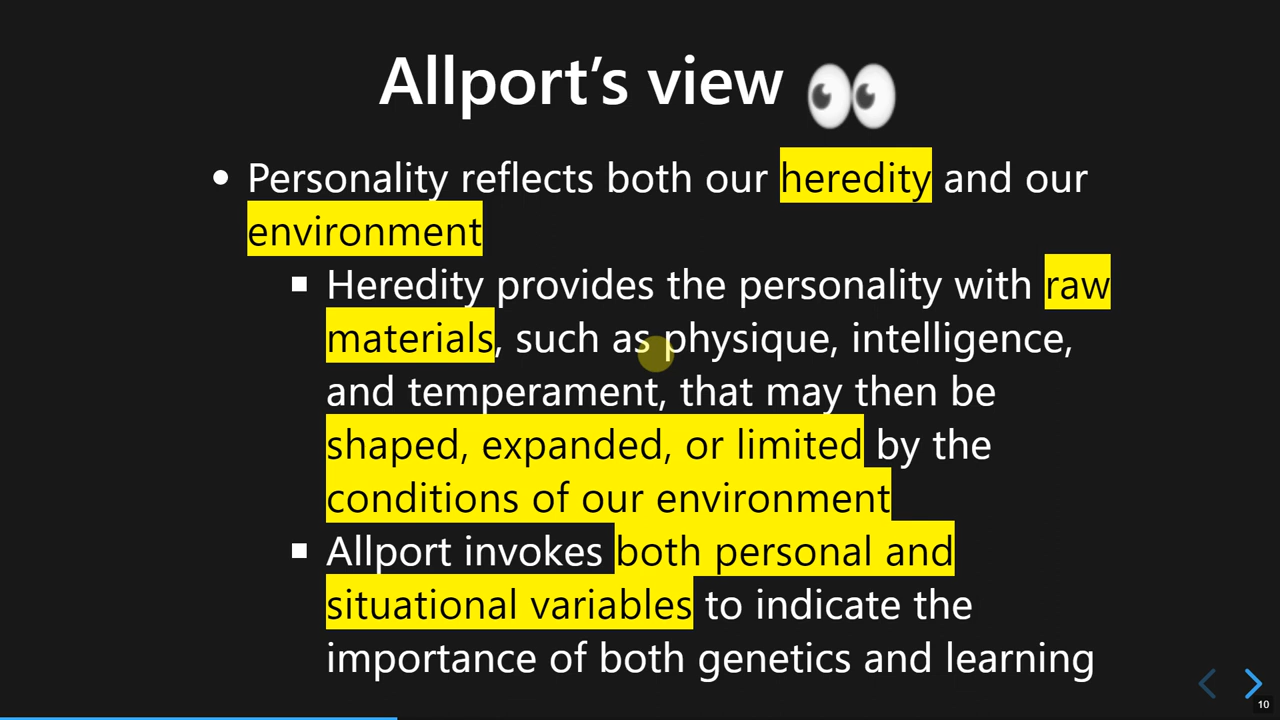 Allport’s view
Personality reflects both our heredity and our
environment
Heredity provides the personality with raw
materials, such as physique, intelligence,
and temperament, that may then be
shaped, expanded, or limited by the
conditions of our environment
Allport invokes both personal and
situational variables to indicate the
importance of both genetics and learning
10